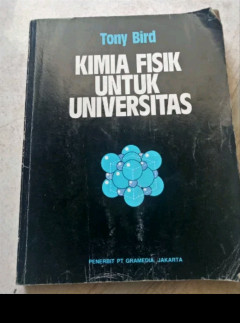 Tony Bird
KIMIA FISIK
UNTUK
UNIVERSITAS
PENERBIT PT GRAMEDIA, JAKARTA